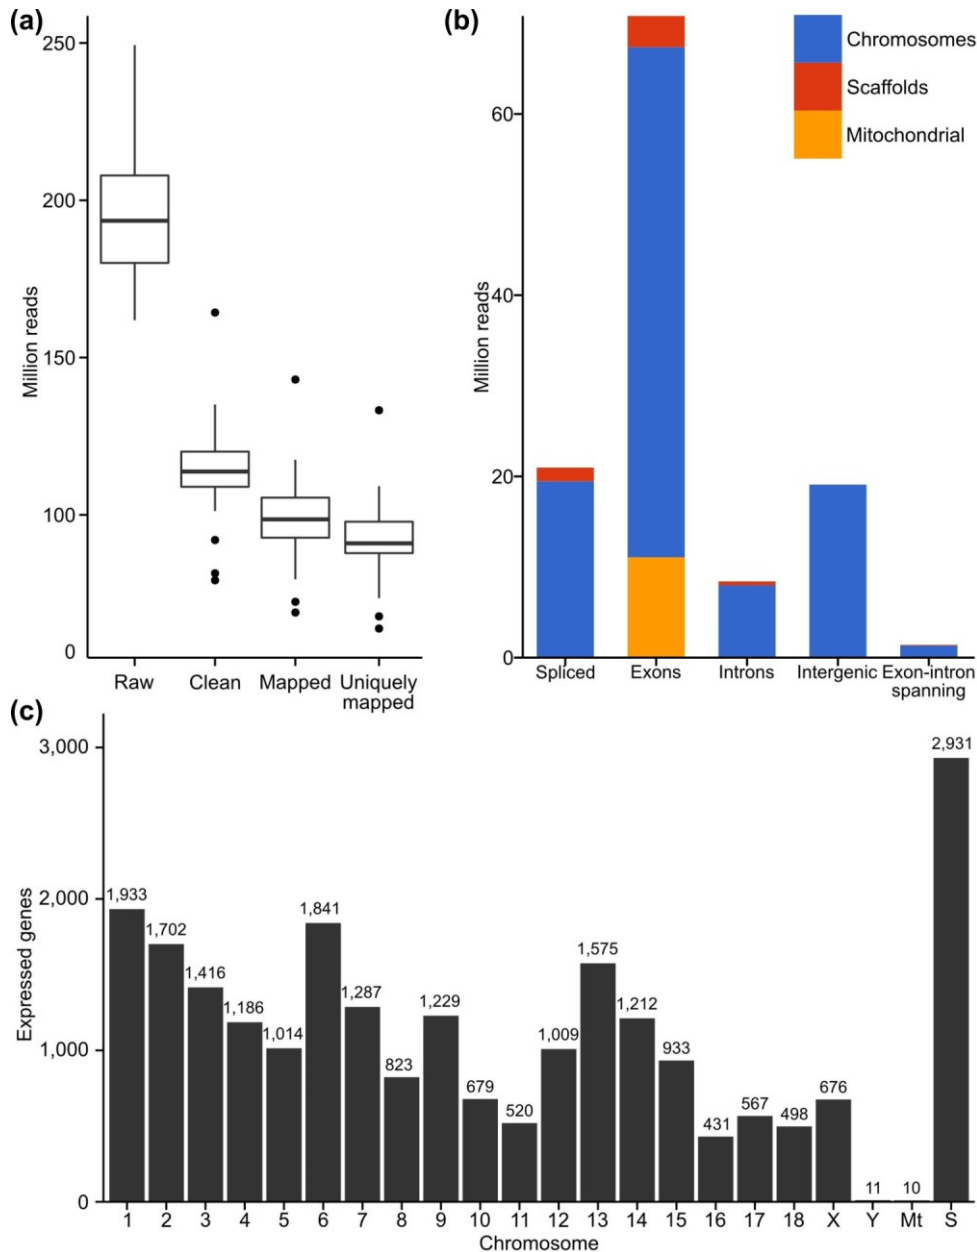 (a)
250
200
150
100
0
Million reads
Raw
Clean
Mapped
Uniquely
mapped
(b)
60
40
20
0
Million reads
Chromosomes
Scaffolds
Mitochondrial
Spliced
Exons
Introns
Intergenic
Exon-intron
spanning
(c)
3,000
2,000
1,000
0
Expressed genes
1,933
1,702
1,416
1,186
1,014
1,841
1,287
823
1,229
679
520
1,009
1,575
1,212
933
431
567
498
676
11
10
2,931
1 2 3 4 5 6 7 8 9 10 11 12 13 14 15 16 17 18 X Y Mt S
Chromosome